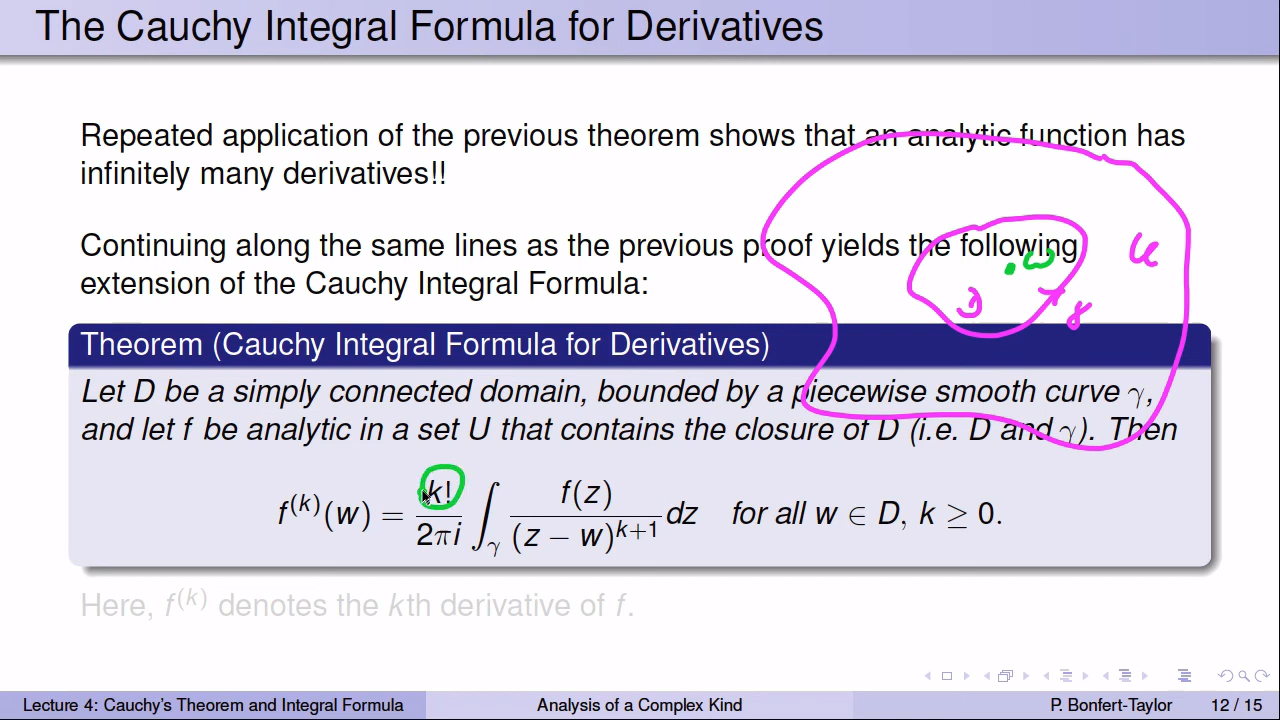 The Cauchy Integral Formula for Derivatives
Repeated application of the previous theorem shows that an analytic function has
infinitely many derivatives!!
Continuing along the same lines as the previous proof yields the following
extension of the Cauchy Integral Formula:
U
w
D
γ
Theorem (Cauchy Integral Formula for Derivatives)
Let D be a simply connected domain, bounded by a piecewise smooth curve γ,
and let f be analytic in a set U that contains the closure of D (i.e. D and γ). Then
f^(k)(w) = k!/2πi ∫_γ f(z)/(z − w)^{k+1} dz for all w ∈ D, k ≥ 0.
Here, f^(k) denotes the kth derivative of f.
Lecture 4: Cauchy's Theorem and Integral Formula Analysis of a Complex Kind P. Bonfert-Taylor 12 / 15